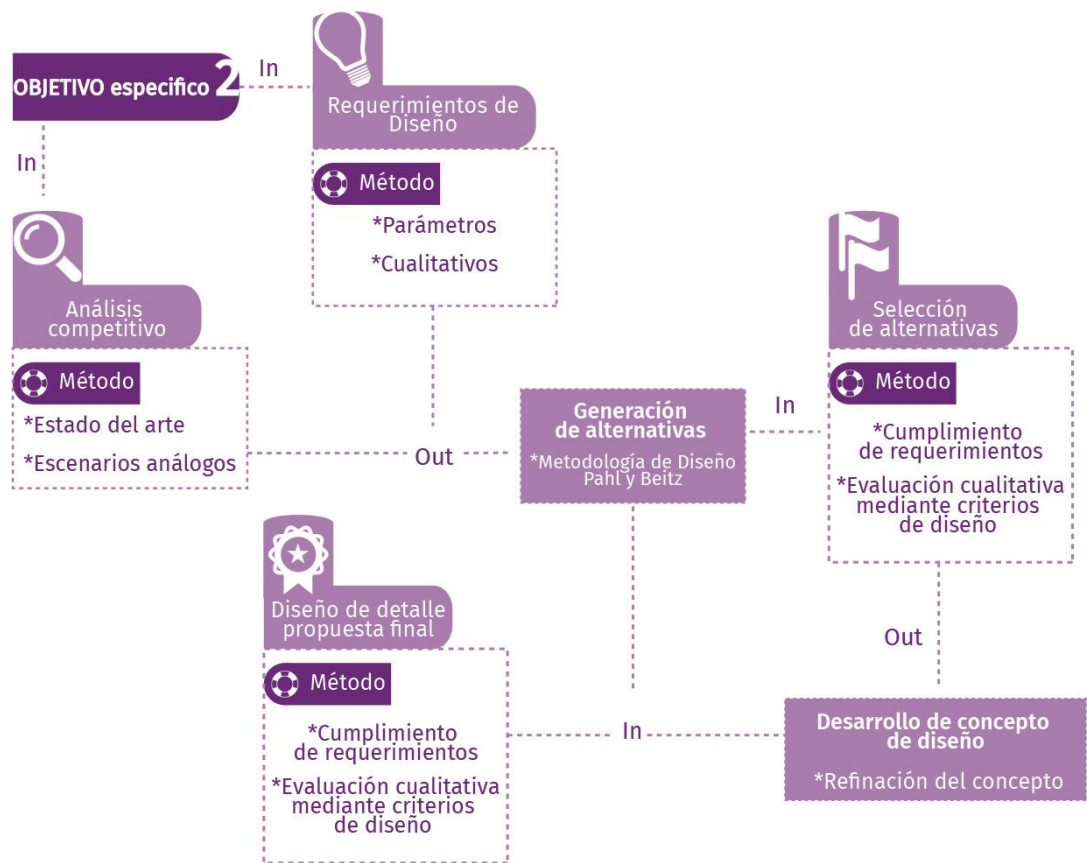 OBJETIVO especifico 2
In
In
Requerimientos de
Diseño
Método
*Parámetros
*Cualitativos
Análisis
competitivo
Método
*Estado del arte
*Escenarios análogos
Out
Generación
de alternativas
*Metodología de Diseño
Pahl y Beitz
In
Selección
de alternativas
Método
*Cumplimiento
de requerimientos
*Evaluación cualitativa
mediante criterios
de diseño
Out
Desarrollo de concepto
de diseño
*Refinación del concepto
In
Diseño de detalle
propuesta final
Método
*Cumplimiento
de requerimientos
*Evaluación cualitativa
mediante criterios
de diseño